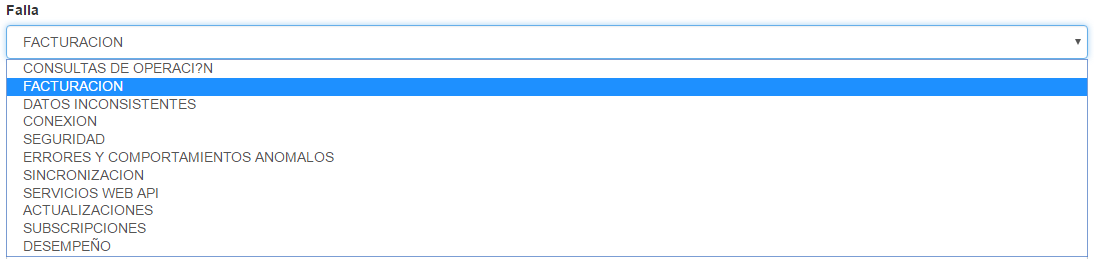 Falla
FACTURACION
CONSULTAS DE OPERACI?N
FACTURACION
DATOS INCONSISTENTES
CONEXION
SEGURIDAD
ERRORES Y COMPORTAMIENTOS ANOMALOS
SINCRONIZACION
SERVICIOS WEB API
ACTUALIZACIONES
SUBSCRIPCIONES
DESEMPEÑO